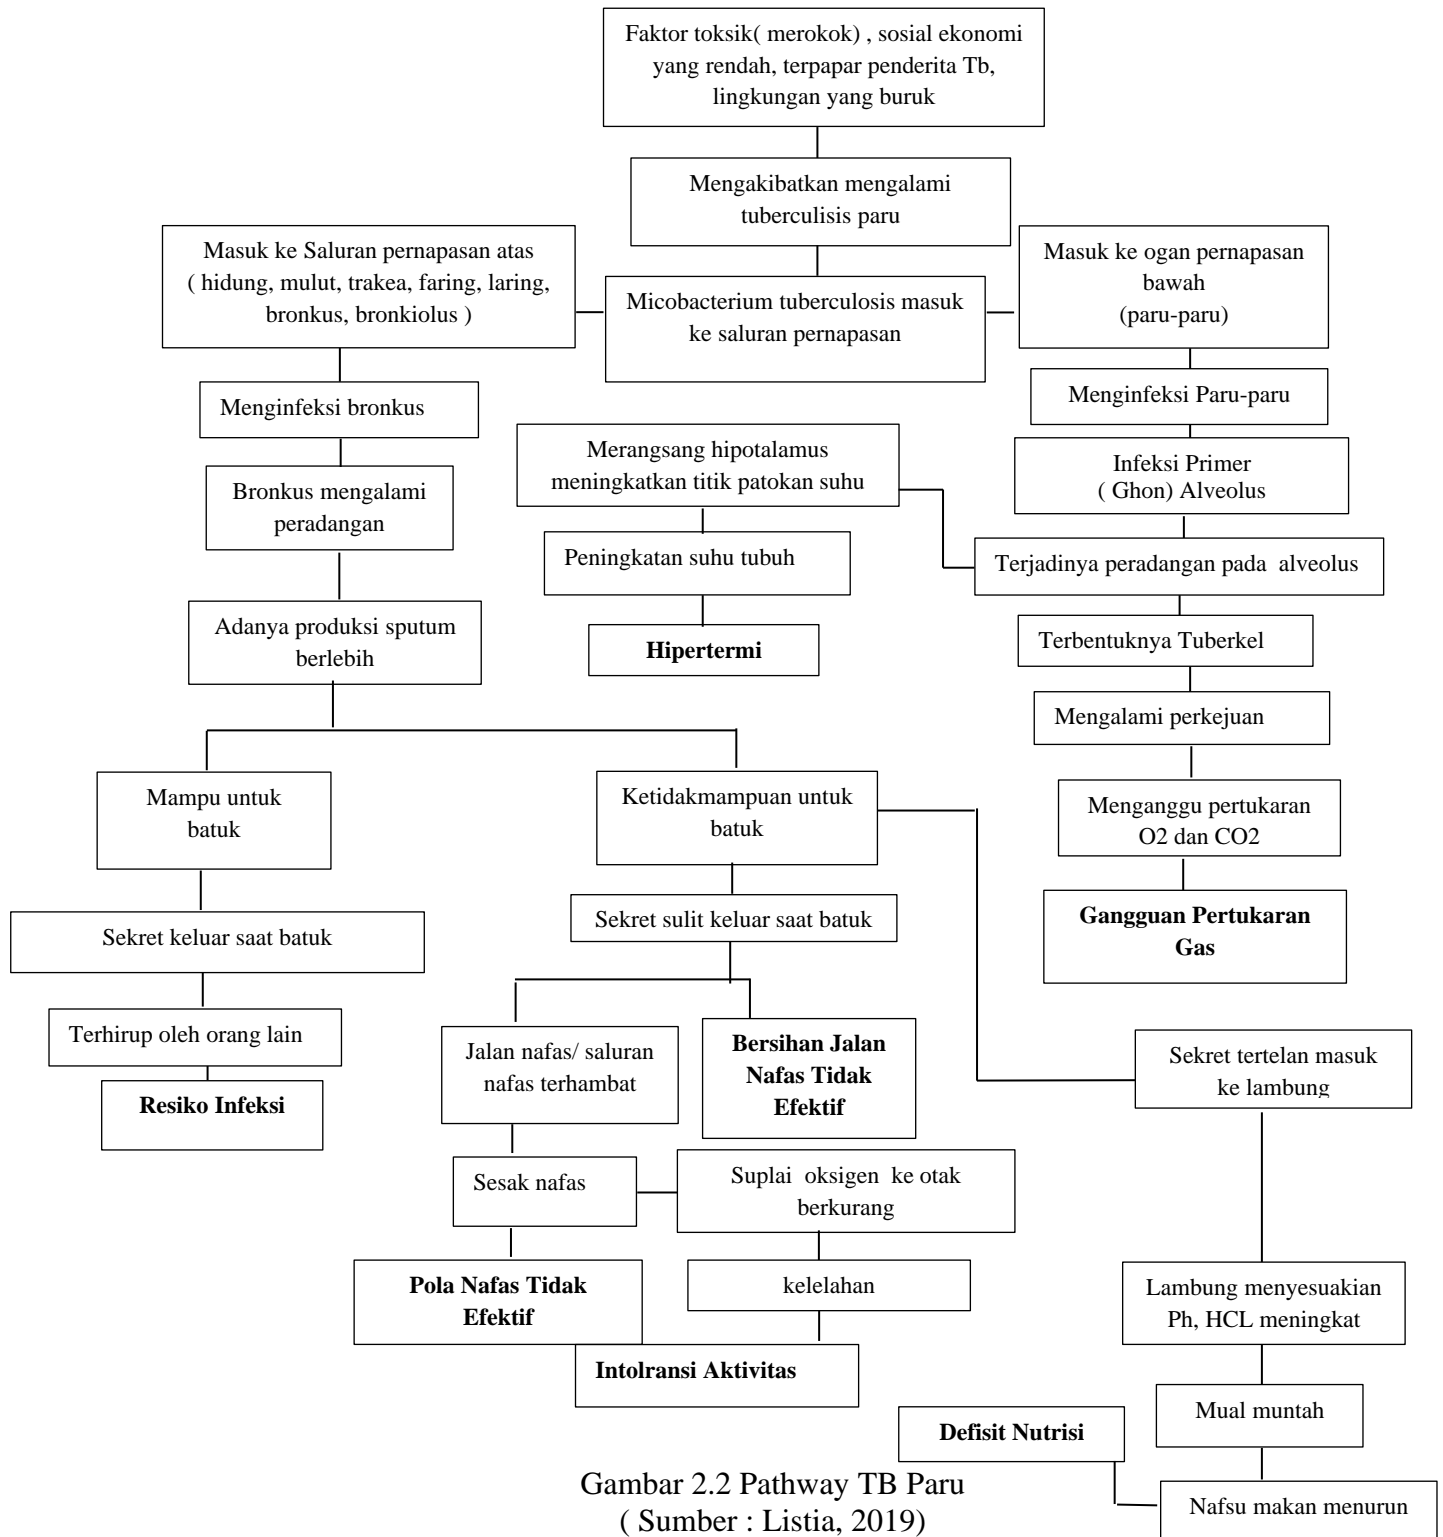 Faktor toksik( merokok) , sosial ekonomi
yang rendah, terpapar penderita Tb,
lingkungan yang buruk
Mengakibatkan mengalami
tuberculisis paru
Masuk ke Saluran pernapasan atas
( hidung, mulut, trakea, faring, laring,
bronkus, bronkiolus )
Micobacterium tuberculosis masuk
ke saluran pernapasan
Masuk ke ogan pernapasan
bawah
(paru-paru)
Menginfeksi bronkus
Menginfeksi Paru-paru
Merangsang hipotalamus
meningkatkan titik patokan suhu
Infeksi Primer
( Ghon) Alveolus
Bronkus mengalami
peradangan
Peningkatan suhu tubuh
Terjadinya peradangan pada  alveolus
Adanya produksi sputum
berlebih
Hipertermi
Terbentuknya Tuberkel
Mengalami perkejuan
Mampu untuk
batuk
Ketidakmampuan untuk
batuk
Menganggu pertukaran
O2 dan CO2
Sekret keluar saat batuk
Sekret sulit keluar saat batuk
Gangguan Pertukaran
Gas
Terhirup oleh orang lain
Jalan nafas/ saluran
nafas terhambat
Bersihan Jalan
Nafas Tidak
Efektif
Sekret tertelan masuk
ke lambung
Resiko Infeksi
Sesak nafas
Suplai  oksigen  ke otak
berkurang
Pola Nafas Tidak
Efektif
kelelahan
Lambung menyesuakian
Ph, HCL meningkat
Intolransi Aktivitas
Mual muntah
Defisit Nutrisi
Nafsu makan menurun
Gambar 2.2 Pathway TB Paru
( Sumber : Listia, 2019)